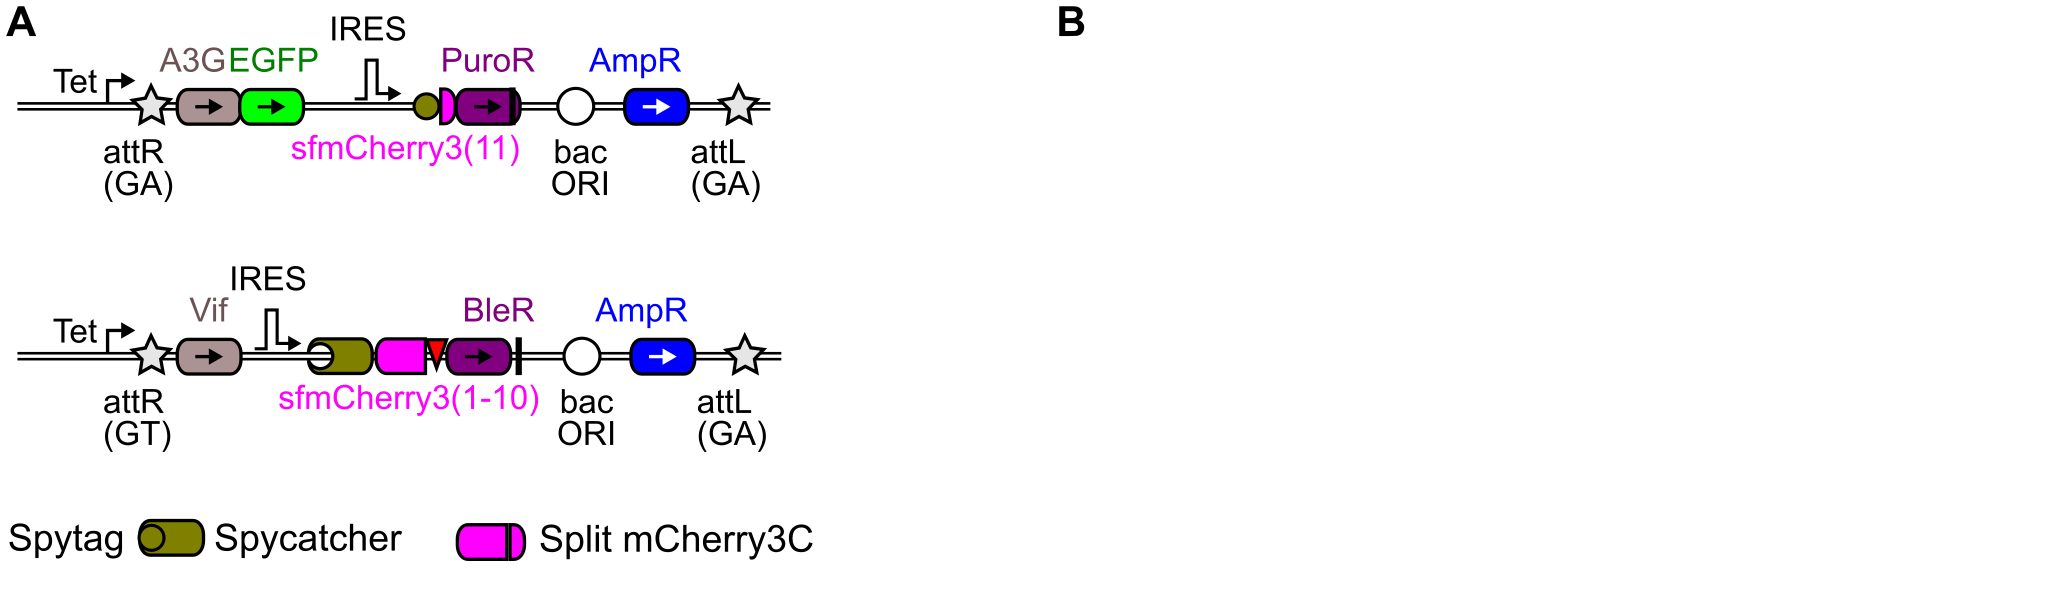 A
B
IRES
A3G EGFP
PuroR
AmpR
Tet
sfmCherry3(11)
attR
(GA)
bac
ORI
attL
(GA)
IRES
Vif
BleR
AmpR
Tet
sfmCherry3(1-10)
attR
(GT)
bac
ORI
attL
(GA)
Spytag
Spycatcher
Split mCherry3C